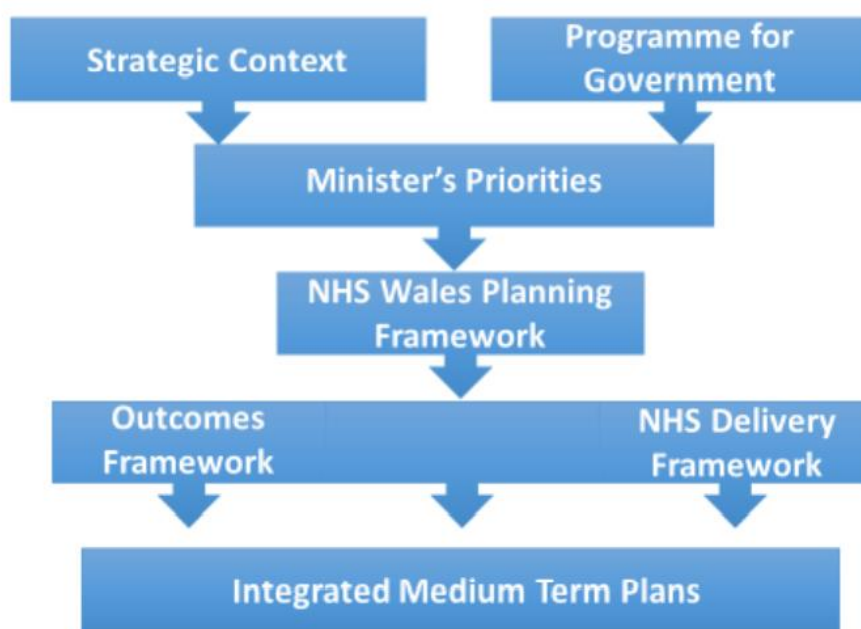 Strategic Context
Programme for
Government
Minister's Priorities
NHS Wales Planning
Framework
Outcomes
Framework
NHS Delivery
Framework
Integrated Medium Term Plans